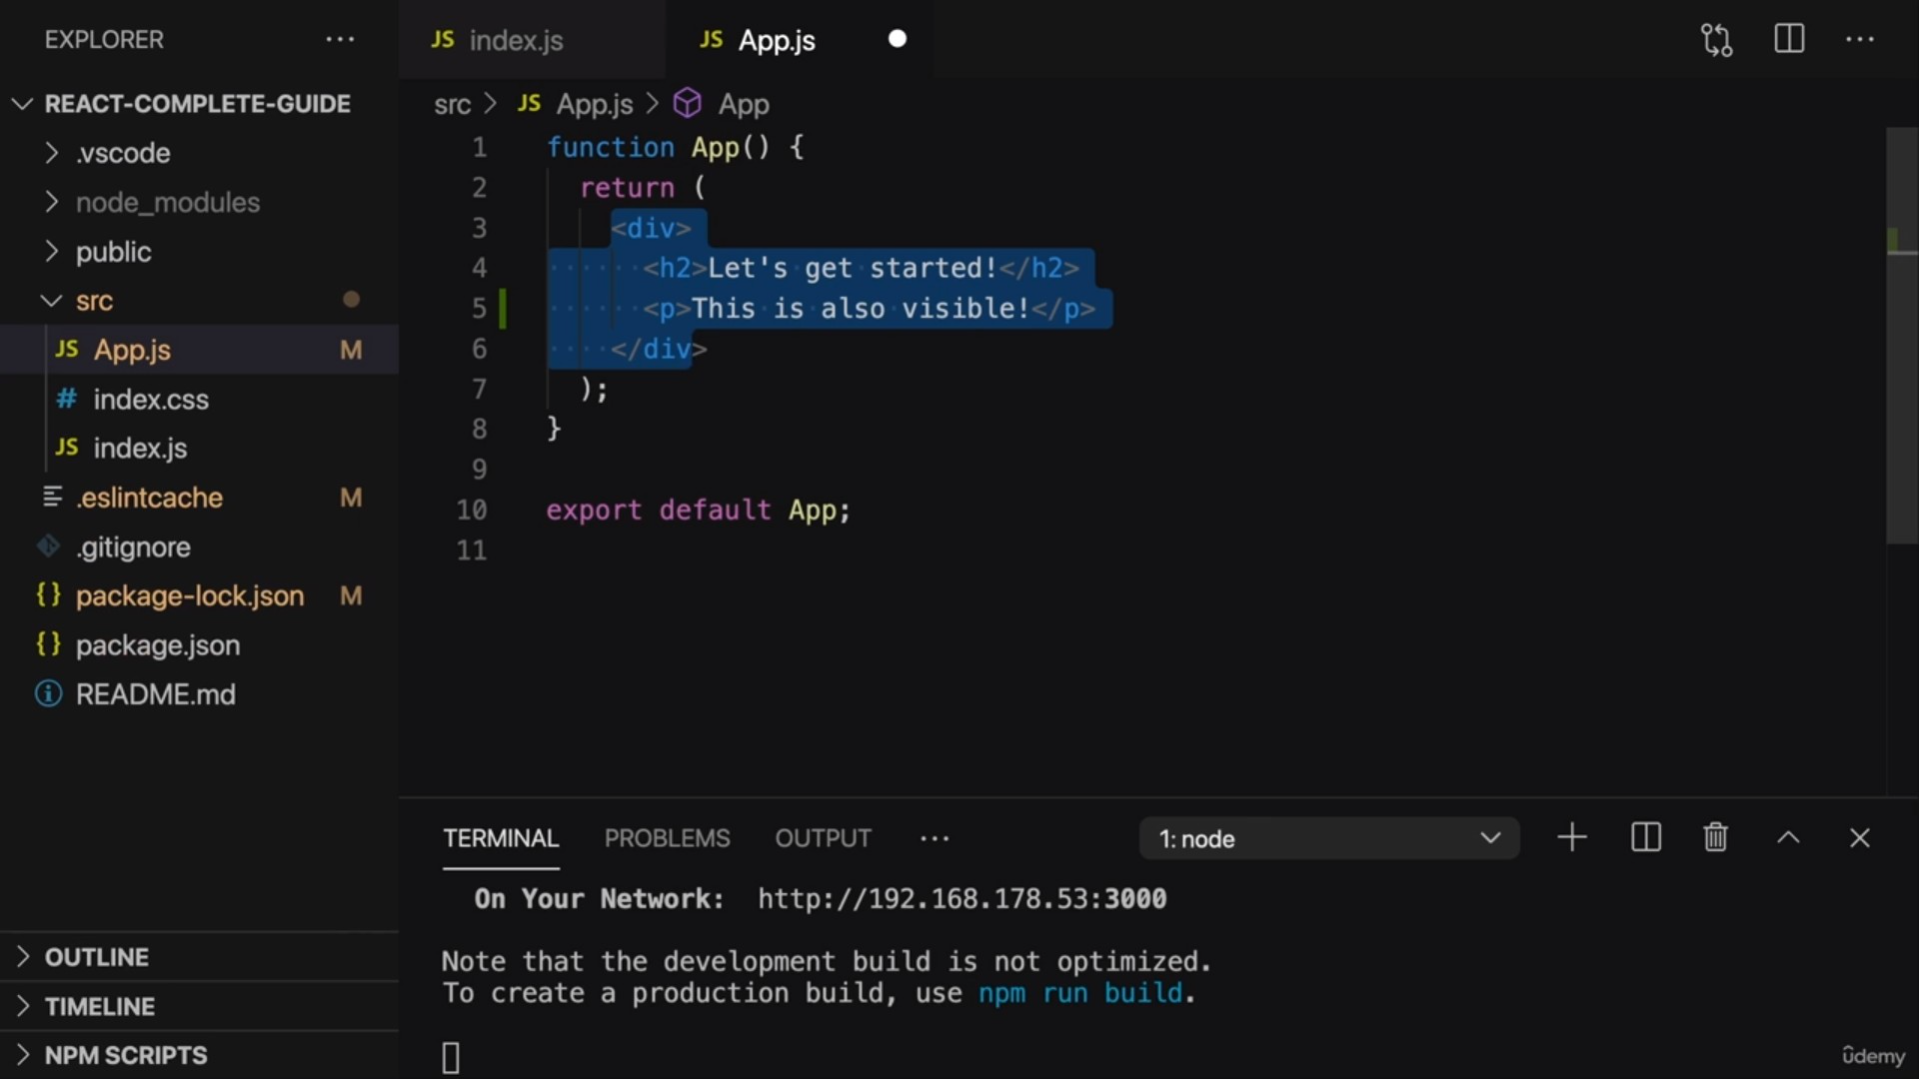 EXPLORER
REACT-COMPLETE-GUIDE
.vscode
node_modules
public
src
JS App.js M
# index.css
JS index.js
.eslintcache M
.gitignore
{} package-lock.json M
{} package.json
README.md
OUTLINE
TIMELINE
NPM SCRIPTS
JS index.js
JS App.js
src > JS App.js > App
1 function App() {
2 return (
3 <div>
4 <h2>Let's get started!</h2>
5 <p>This is also visible!</p>
6 </div>
7 );
8 }
9
10 export default App;
11
TERMINAL PROBLEMS OUTPUT
1: node
On Your Network: http://192.168.178.53:3000
Note that the development build is not optimized.
To create a production build, use npm run build.
ûdemy